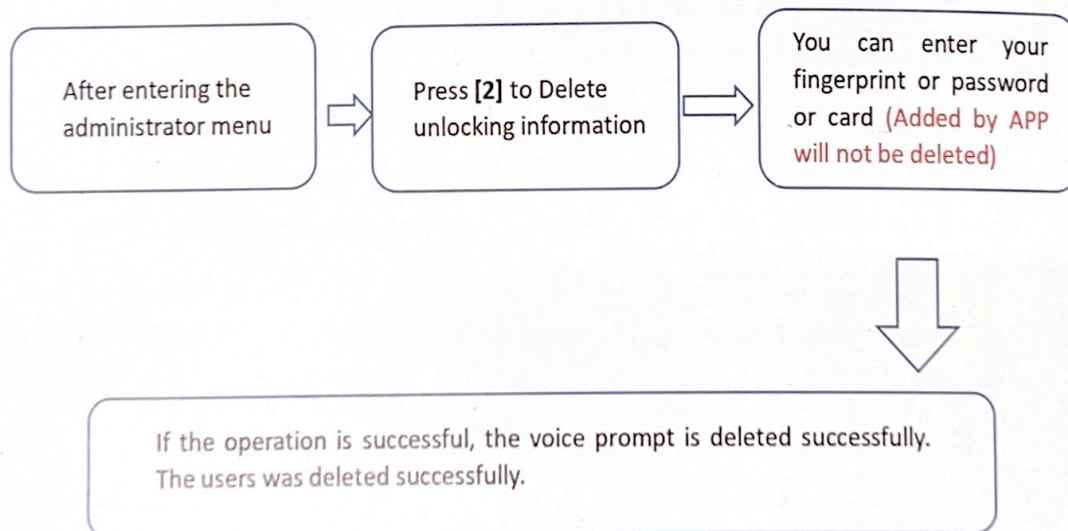 After entering the
administrator menu
Press [2] to Delete
unlocking information
You can enter your
fingerprint or password
or card (Added by APP
will not be deleted)
If the operation is successful, the voice prompt is deleted successfully.
The users was deleted successfully.